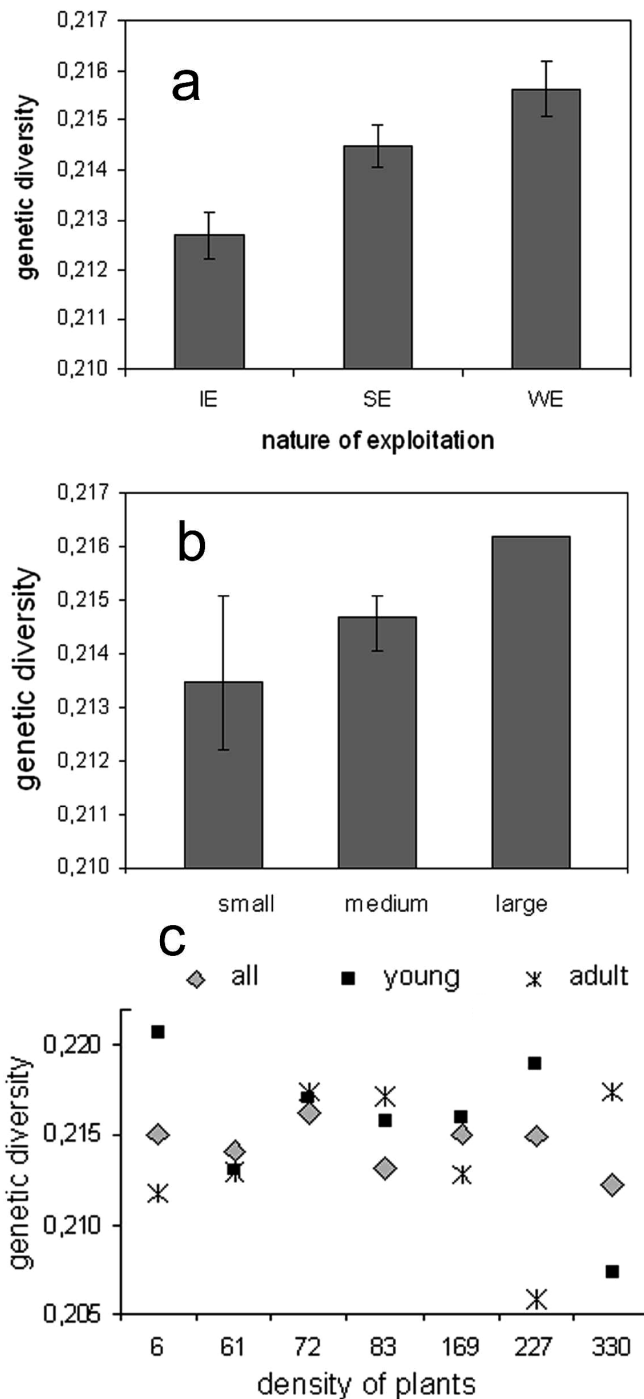 a
genetic diversity
0,217
0,216
0,215
0,214
0,213
0,212
0,211
0,210
IE SE WE
nature of exploitation
b
genetic diversity
0,217
0,216
0,215
0,214
0,213
0,212
0,211
0,210
small medium large
c
all young adult
genetic diversity
0,220
0,215
0,210
0,205
6 61 72 83 169 227 330
density of plants